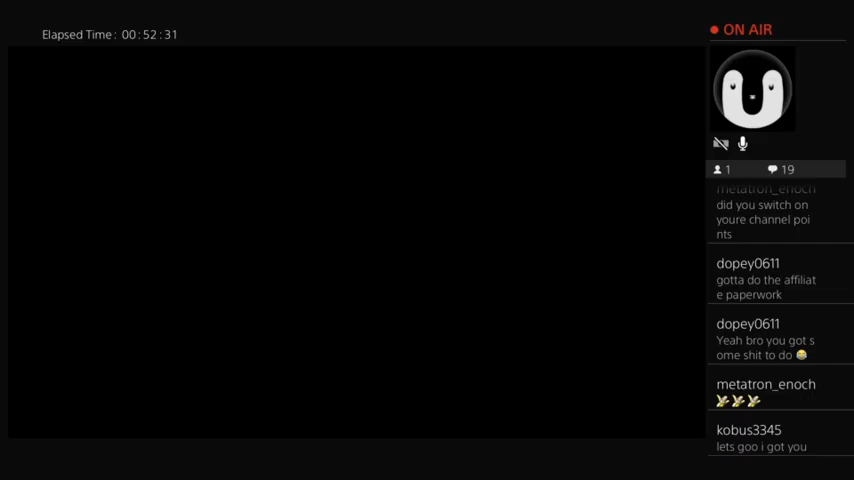 Elapsed Time: 00:52:31
ON AIR
1 19
metatron_enoch
did you switch on
youre channel poi
nts
dopey0611
gotta do the affiliat
e paperwork
dopey0611
Yeah bro you got s
ome shit to do 😂
metatron_enoch
🍌🍌🍌
kobus3345
lets goo i got you